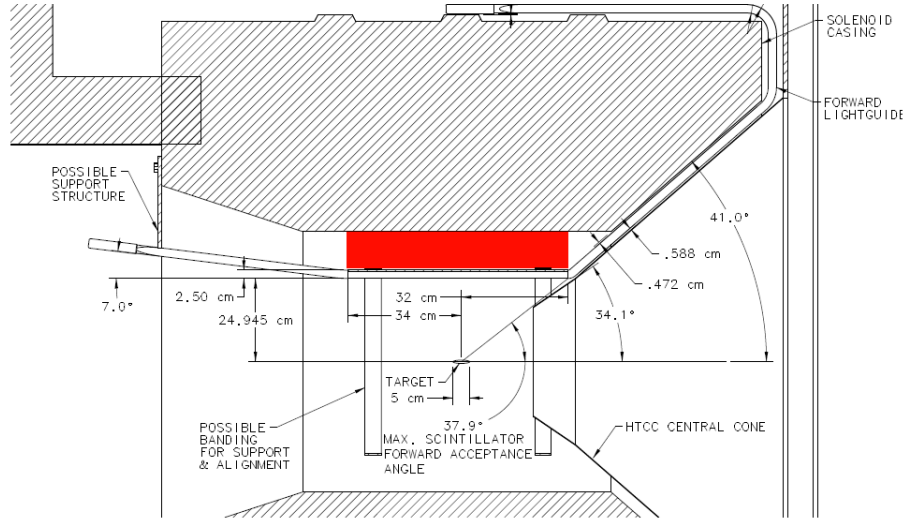 SOLENOID
CASING
FORWARD
LIGHTGUIDE
POSSIBLE
SUPPORT
STRUCTURE
41.0°
.588 cm
.472 cm
7.0°
2.50 cm
24.945 cm
32 cm
34 cm
34.1°
TARGET
5 cm
37.9°
POSSIBLE
BANDING
FOR SUPPORT
& ALIGNMENT
MAX. SCINTILLATOR
FORWARD ACCEPTANCE
ANGLE
HTCC CENTRAL CONE